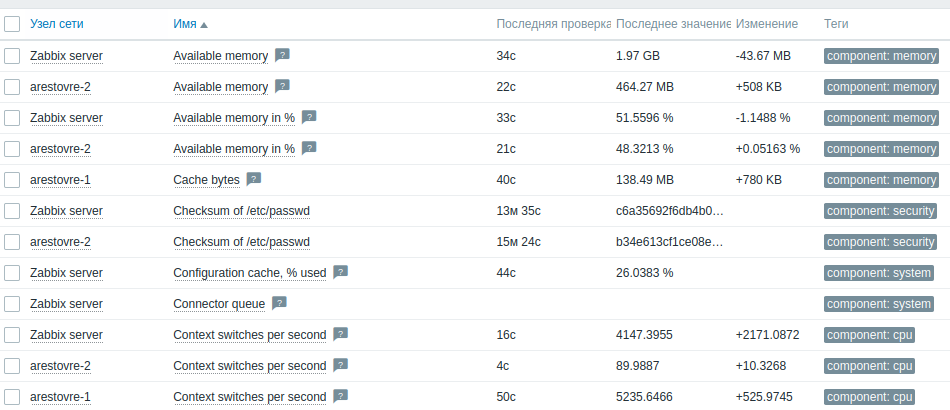 Узел сети Имя Последняя проверка Последнее значение Изменение Теги
Zabbix server Available memory ? 34с 1.97 GB -43.67 MB component: memory
arestovre-2 Available memory ? 22с 464.27 MB +508 KB component: memory
Zabbix server Available memory in % ? 33с 51.5596 % -1.1488 % component: memory
arestovre-2 Available memory in % ? 21с 48.3213 % +0.05163 % component: memory
arestovre-1 Cache bytes ? 40с 138.49 MB +780 KB component: memory
Zabbix server Checksum of /etc/passwd 13м 35с c6a35692f6db4b0… component: security
arestovre-2 Checksum of /etc/passwd 15м 24с b34e613cf1ce08e… component: security
Zabbix server Configuration cache, % used ? 44с 26.0383 % component: system
Zabbix server Connector queue ? component: system
Zabbix server Context switches per second ? 16с 4147.3955 +2171.0872 component: cpu
arestovre-2 Context switches per second ? 4с 89.9887 +10.3268 component: cpu
arestovre-1 Context switches per second ? 50с 5235.6466 +525.9745 component: cpu